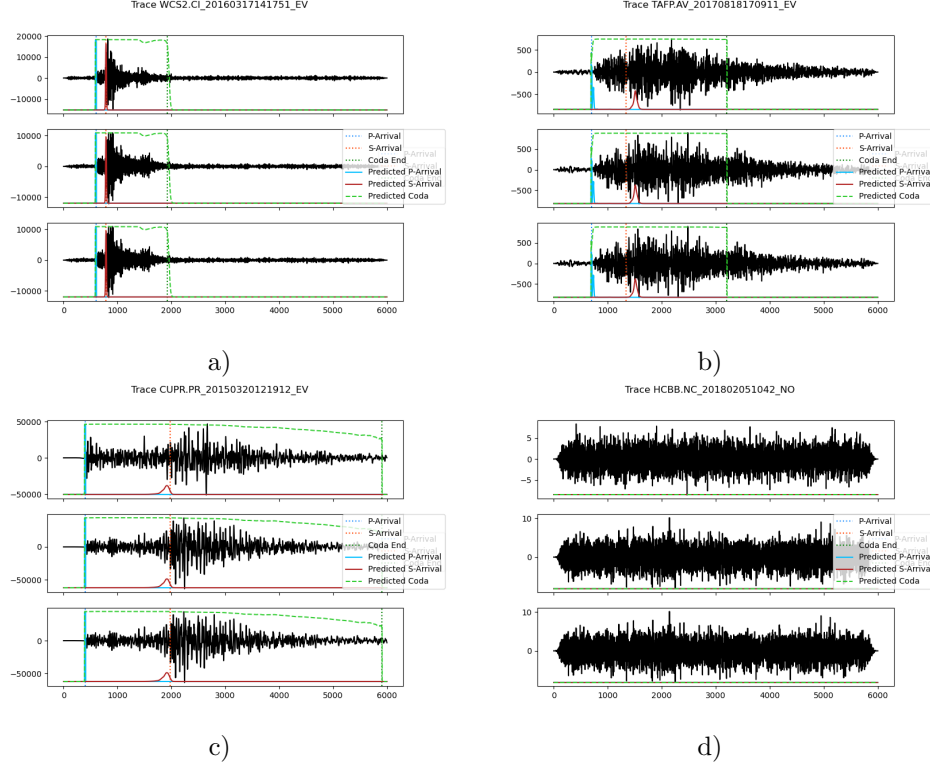 Trace WCS2.CI_20160317141751_EV
20000
10000
0
−10000
10000
0
−10000
10000
0
−10000
0 1000 2000 3000 4000 5000 6000
P-Arrival
S-Arrival
Coda End
Predicted P-Arrival
Predicted S-Arrival
Predicted Coda
a)
Trace TAFP.AV_20170818170911_EV
500
0
−500
500
0
−500
500
0
−500
0 1000 2000 3000 4000 5000 6000
P-Arrival
S-Arrival
Coda End
Predicted P-Arrival
Predicted S-Arrival
Predicted Coda
b)
Trace CUPR.PR_20150320121912_EV
50000
0
−50000
0
−50000
0
−50000
0 1000 2000 3000 4000 5000 6000
P-Arrival
S-Arrival
Coda End
Predicted P-Arrival
Predicted S-Arrival
Predicted Coda
c)
Trace HCBB.NC_201802051042_NO
5
0
−5
10
0
10
0
0 1000 2000 3000 4000 5000 6000
P-Arrival
S-Arrival
Coda End
Predicted P-Arrival
Predicted S-Arrival
Predicted Coda
d)